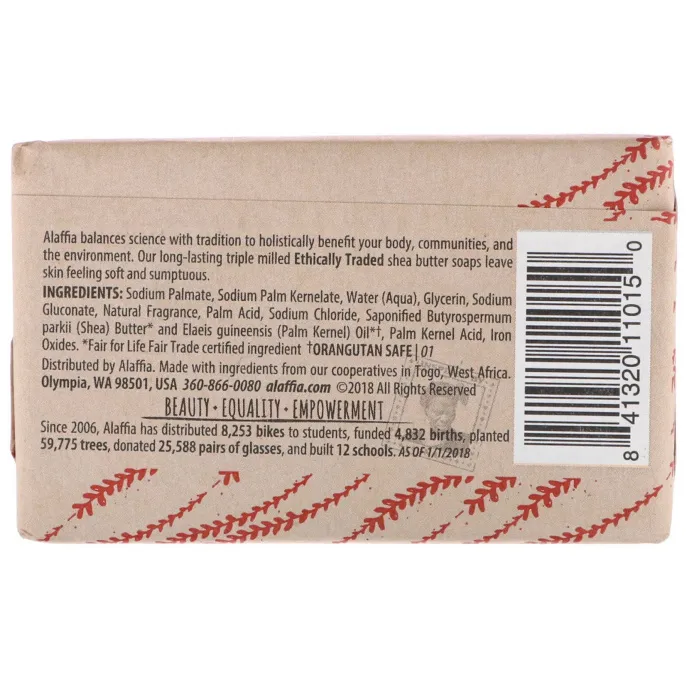 Alaffia balances science with tradition to holistically benefit your body, communities, and
the environment. Our long-lasting triple milled Ethically Traded shea butter soaps leave
skin feeling soft and sumptuous.
INGREDIENTS: Sodium Palmate, Sodium Palm Kernelate, Water (Aqua), Glycerin, Sodium
Gluconate, Natural Fragrance, Palm Acid, Sodium Chloride, Saponified Butyrospermum
parkii (Shea) Butter* and Elaeis guineensis (Palm Kernel) Oil*†, Palm Kernel Acid, Iron
Oxides. *Fair for Life Fair Trade certified ingredient †ORANGUTAN SAFE | 01
Distributed by Alaffia. Made with ingredients from our cooperatives in Togo, West Africa.
Olympia, WA 98501, USA 360-866-0080 alaffia.com ©2018 All Rights Reserved
BEAUTY • EQUALITY • EMPOWERMENT
Since 2006, Alaffia has distributed 8,253 bikes to students, funded 4,832 births, planted
59,775 trees, donated 25,588 pairs of glasses, and built 12 schools. AS OF 1/1/2018
8 41320 11015 0